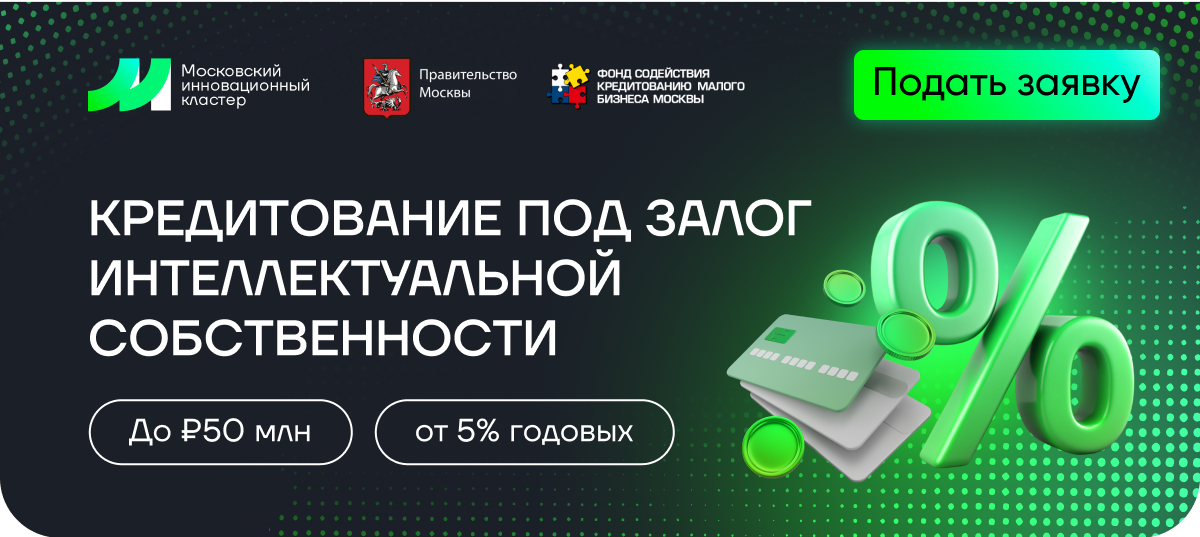 Московский
инновационный
кластер
Правительство
Москвы
ФОНД СОДЕЙСТВИЯ
КРЕДИТОВАНИЮ МАЛОГО
БИЗНЕСА МОСКВЫ
Подать заявку
КРЕДИТОВАНИЕ ПОД ЗАЛОГ
ИНТЕЛЛЕКТУАЛЬНОЙ
СОБСТВЕННОСТИ
До ₽50 млн
от 5% годовых
%